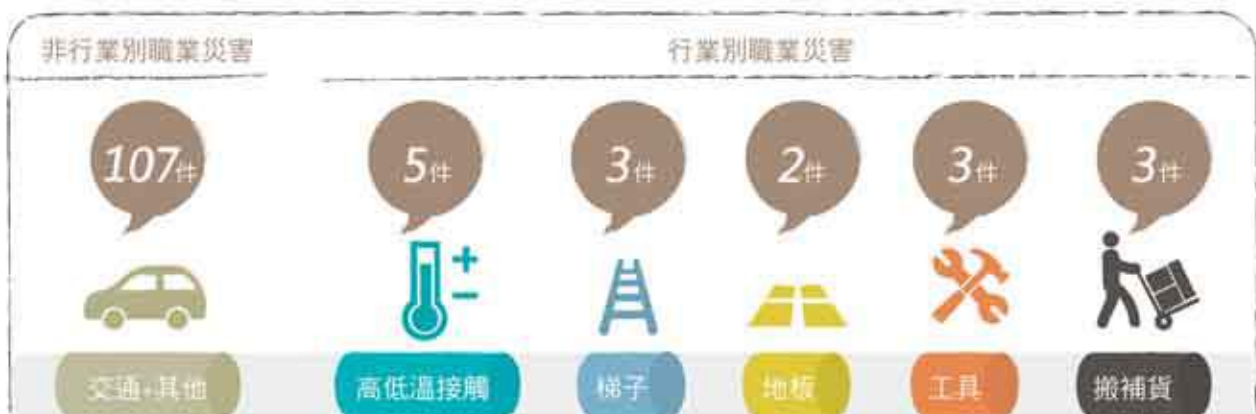 非行業別職業災害
行業別職業災害
107件
5件
3件
2件
3件
3件
交通+其他
高低溫接觸
梯子
地板
工具
搬補貨